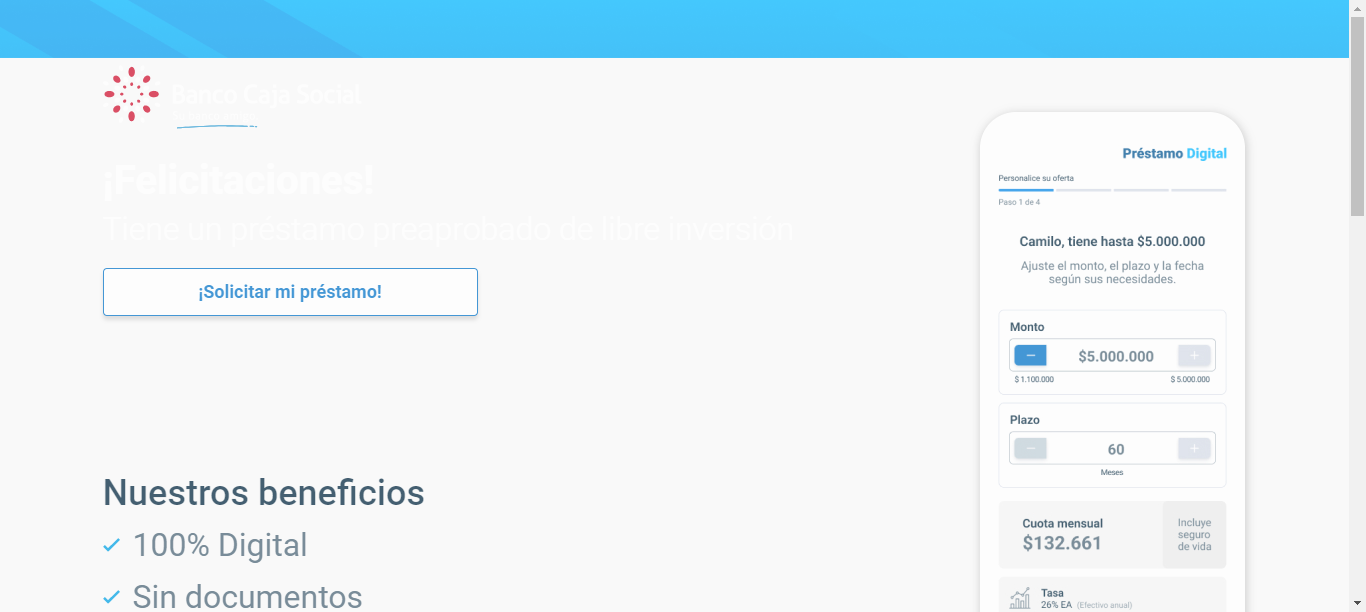 Banco Caja Social
¡Felicitaciones!
Tiene un préstamo preaprobado de libre inversión
¡Solicitar mi préstamo!
Nuestros beneficios
100% Digital
Sin documentos
Préstamo Digital
Personalice su oferta
Paso 1 de 4
Camilo, tiene hasta $5.000.000
Ajuste el monto, el plazo y la fecha
según sus necesidades.
Monto
− $5.000.000 +
$ 1.100.000 $ 5.000.000
Plazo
− 60 +
Meses
Cuota mensual
$132.661
Incluye
seguro
de vida
Tasa
26% EA (Efectivo anual)